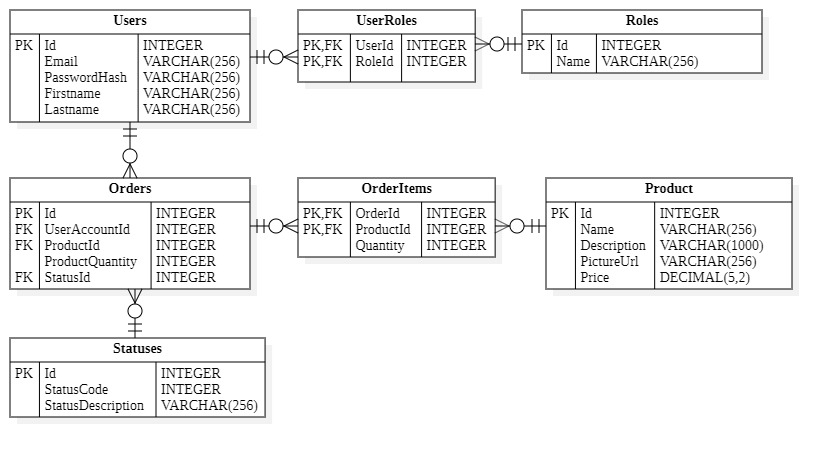 Users
PK Id INTEGER
Email VARCHAR(256)
PasswordHash VARCHAR(256)
Firstname VARCHAR(256)
Lastname VARCHAR(256)
UserRoles
PK,FK UserId INTEGER
PK,FK RoleId INTEGER
Roles
PK Id INTEGER
Name VARCHAR(256)
Orders
PK Id INTEGER
FK UserAccountId INTEGER
FK ProductId INTEGER
ProductQuantity INTEGER
FK StatusId INTEGER
OrderItems
PK,FK OrderId INTEGER
PK,FK ProductId INTEGER
Quantity INTEGER
Product
PK Id INTEGER
Name VARCHAR(256)
Description VARCHAR(1000)
PictureUrl VARCHAR(256)
Price DECIMAL(5,2)
Statuses
PK Id INTEGER
StatusCode INTEGER
StatusDescription VARCHAR(256)